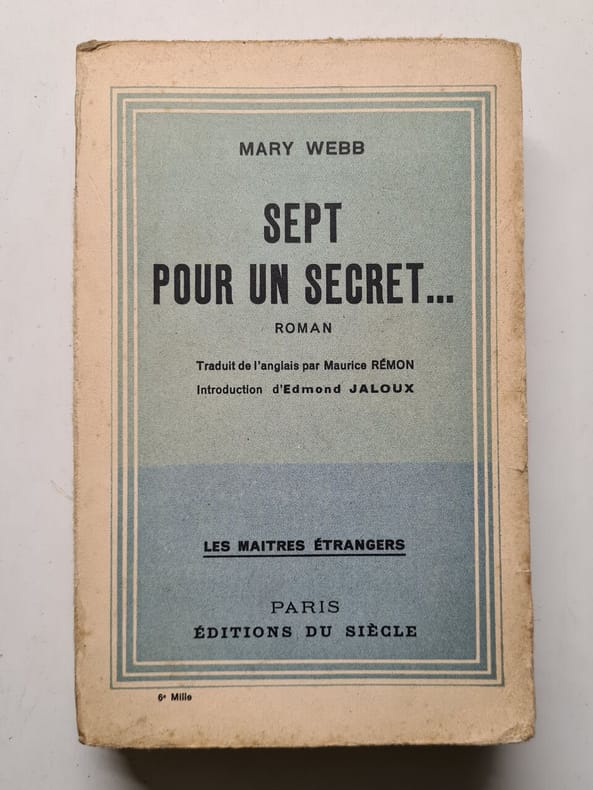 MARY WEBB
SEPT
POUR UN SECRET...
ROMAN
Traduit de l'anglais par Maurice RÉMON
Introduction d'Edmond JALOUX
LES MAITRES ÉTRANGERS
PARIS
ÉDITIONS DU SIÈCLE
6e Mille